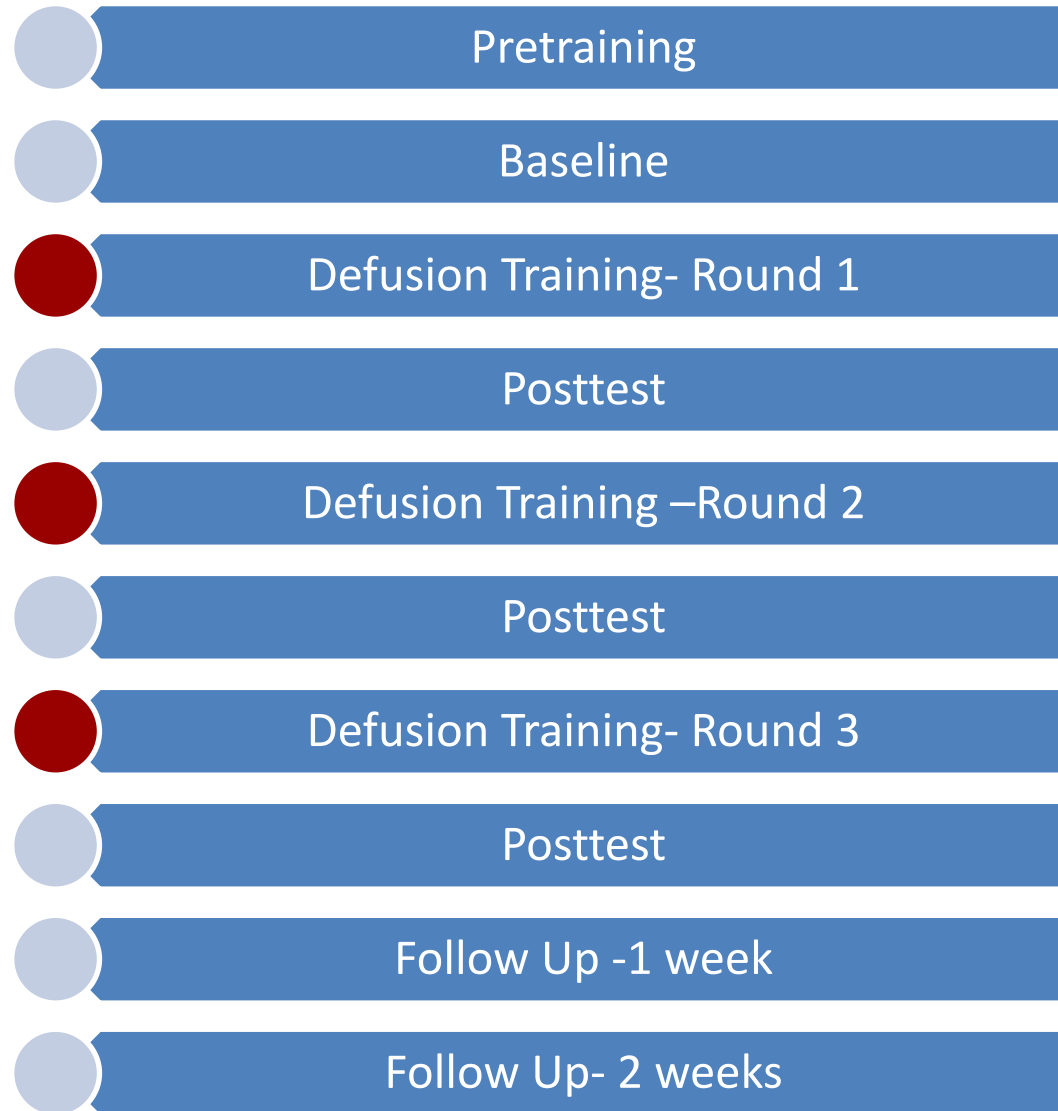 Pretraining
Baseline
Defusion Training- Round 1
Posttest
Defusion Training –Round 2
Posttest
Defusion Training- Round 3
Posttest
Follow Up -1 week
Follow Up- 2 weeks